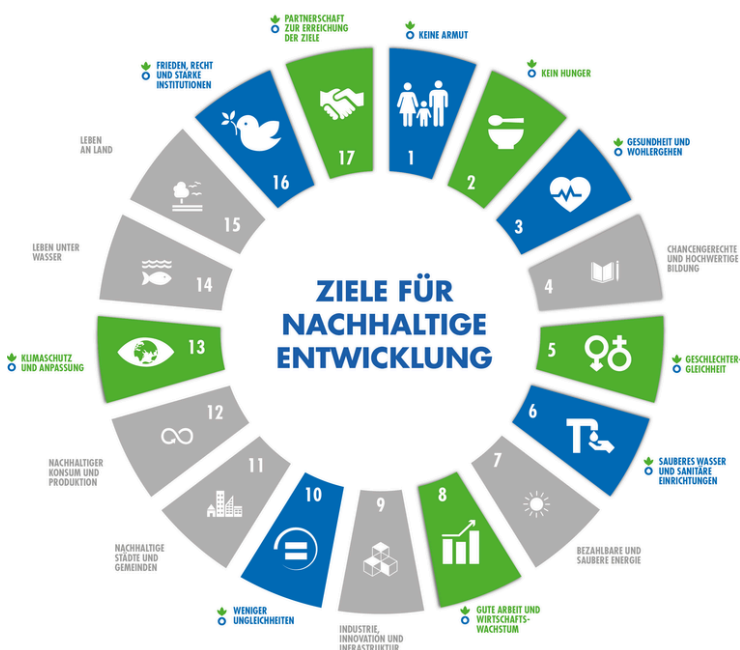 ZIELE FÜR
NACHHALTIGE
ENTWICKLUNG
1
KEINE ARMUT
2
KEIN HUNGER
3
GESUNDHEIT UND
WOHLERGEHEN
4
CHANCENGERECHTE
UND HOCHWERTIGE
BILDUNG
5
GESCHLECHTER-
GLEICHHEIT
6
SAUBERES WASSER
UND SANITÄRE
EINRICHTUNGEN
7
BEZAHLBARE UND
SAUBERE ENERGIE
8
GUTE ARBEIT UND
WIRTSCHAFTS-
WACHSTUM
9
INDUSTRIE,
INNOVATION UND
INFRASTRUKTUR
10
WENIGER
UNGLEICHHEITEN
11
NACHHALTIGE
STÄDTE UND
GEMEINDEN
12
NACHHALTIGER
KONSUM UND
PRODUKTION
13
KLIMASCHUTZ
UND ANPASSUNG
14
LEBEN UNTER
WASSER
15
LEBEN
AN LAND
16
FRIEDEN, RECHT
UND STARKE
INSTITUTIONEN
17
PARTNERSCHAFT
ZUR ERREICHUNG
DER ZIELE